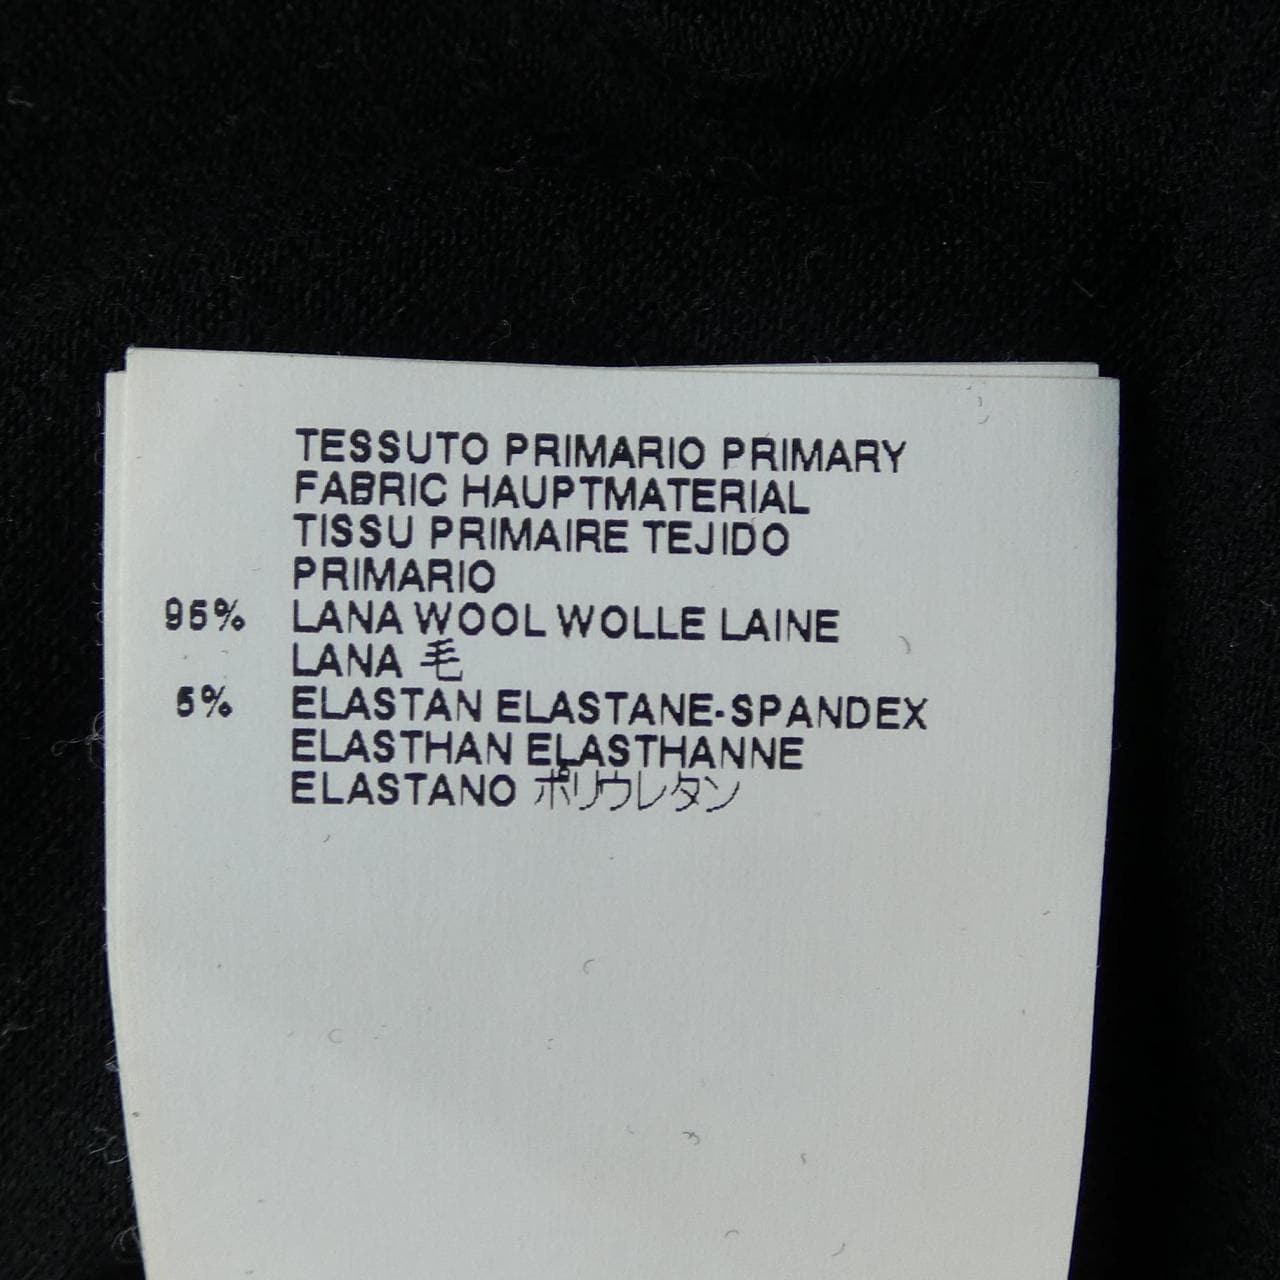 TESSUTO PRIMARIO PRIMARY
FABRIC HAUPTMATERIAL
TISSU PRIMAIRE TEJIDO
PRIMARIO
95% LANA WOOL WOLLE LAINE
LANA 毛
5% ELASTAN ELASTANE-SPANDEX
ELASTHAN ELASTHANNE
ELASTANO ポリウレタン